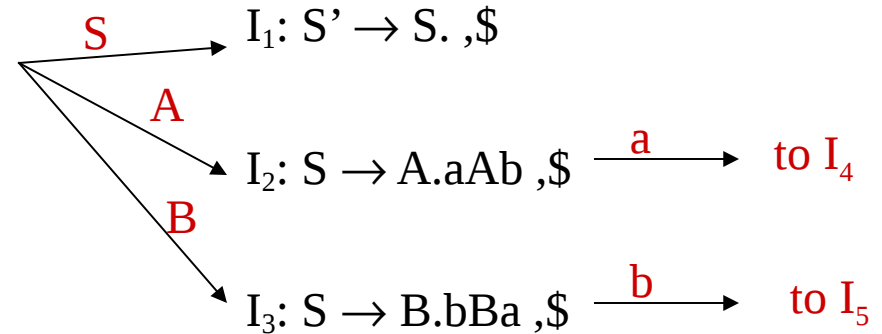 S
I₁: S’ → S. ,$
A
I₂: S → A.aAb ,$
a
to I₄
B
I₃: S → B.bBa ,$
b
to I₅